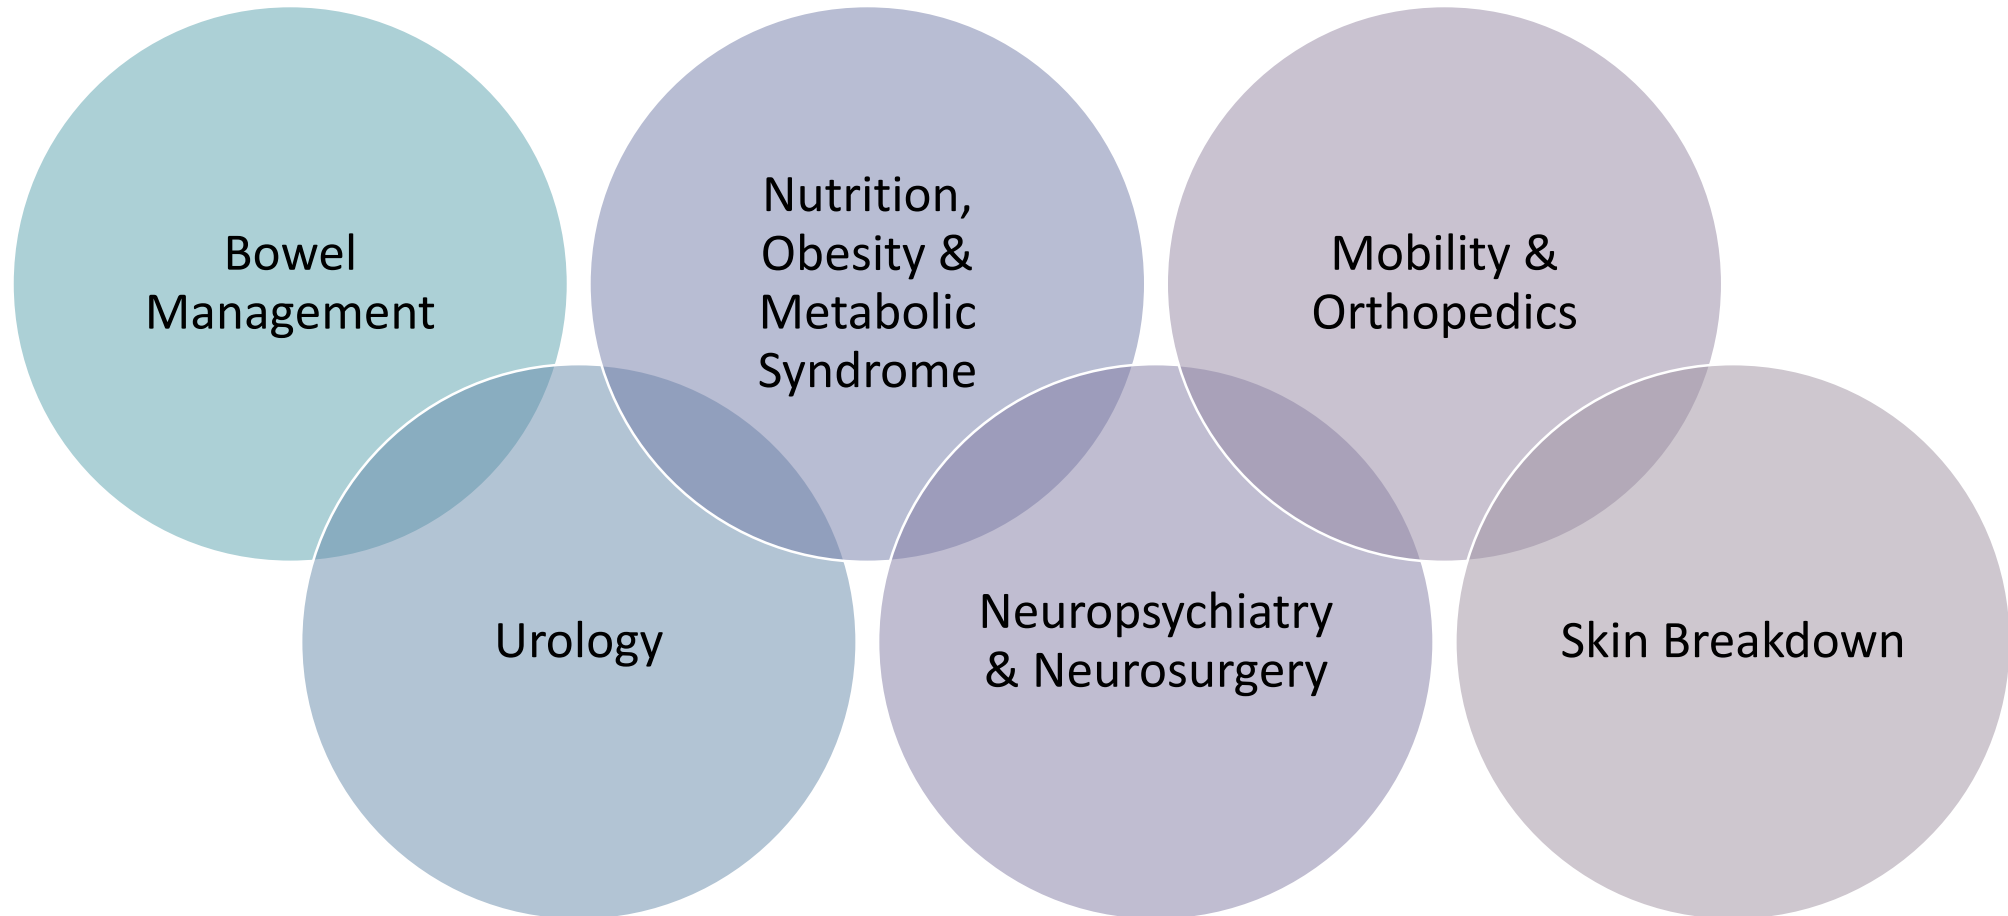 Bowel
Management
Nutrition,
Obesity &
Metabolic
Syndrome
Mobility &
Orthopedics
Urology
Neuropsychiatry
& Neurosurgery
Skin Breakdown